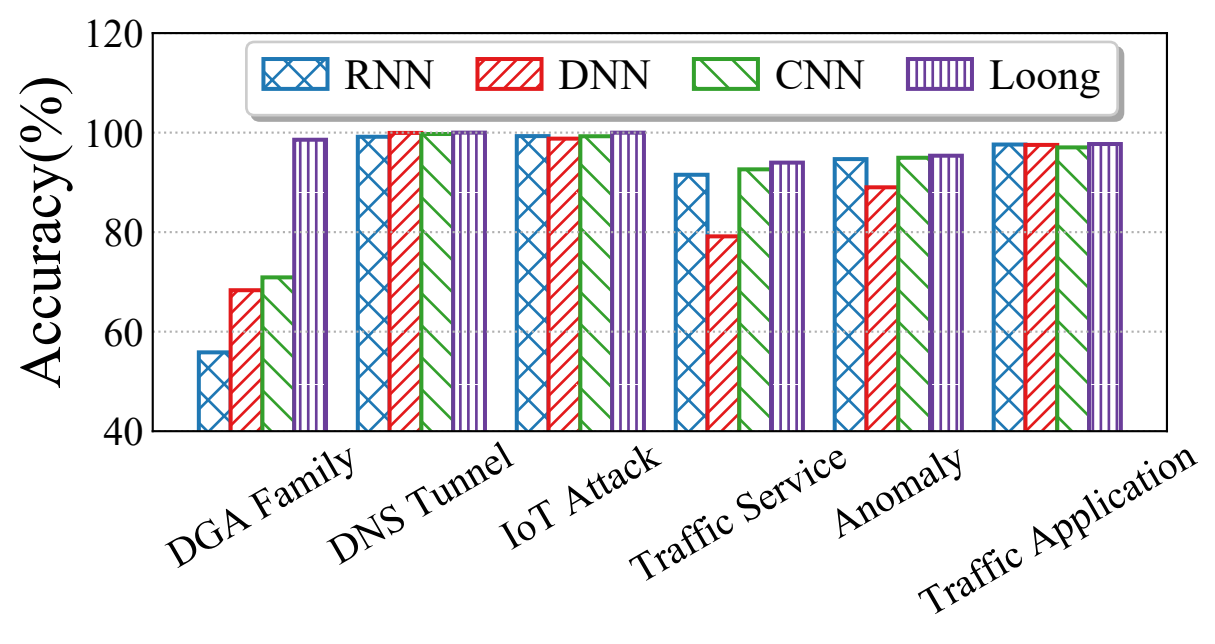 120
100
80
60
40
Accuracy(%)
RNN DNN CNN Loong
DGA Family
DNS Tunnel
IoT Attack
Traffic Service
Anomaly
Traffic Application